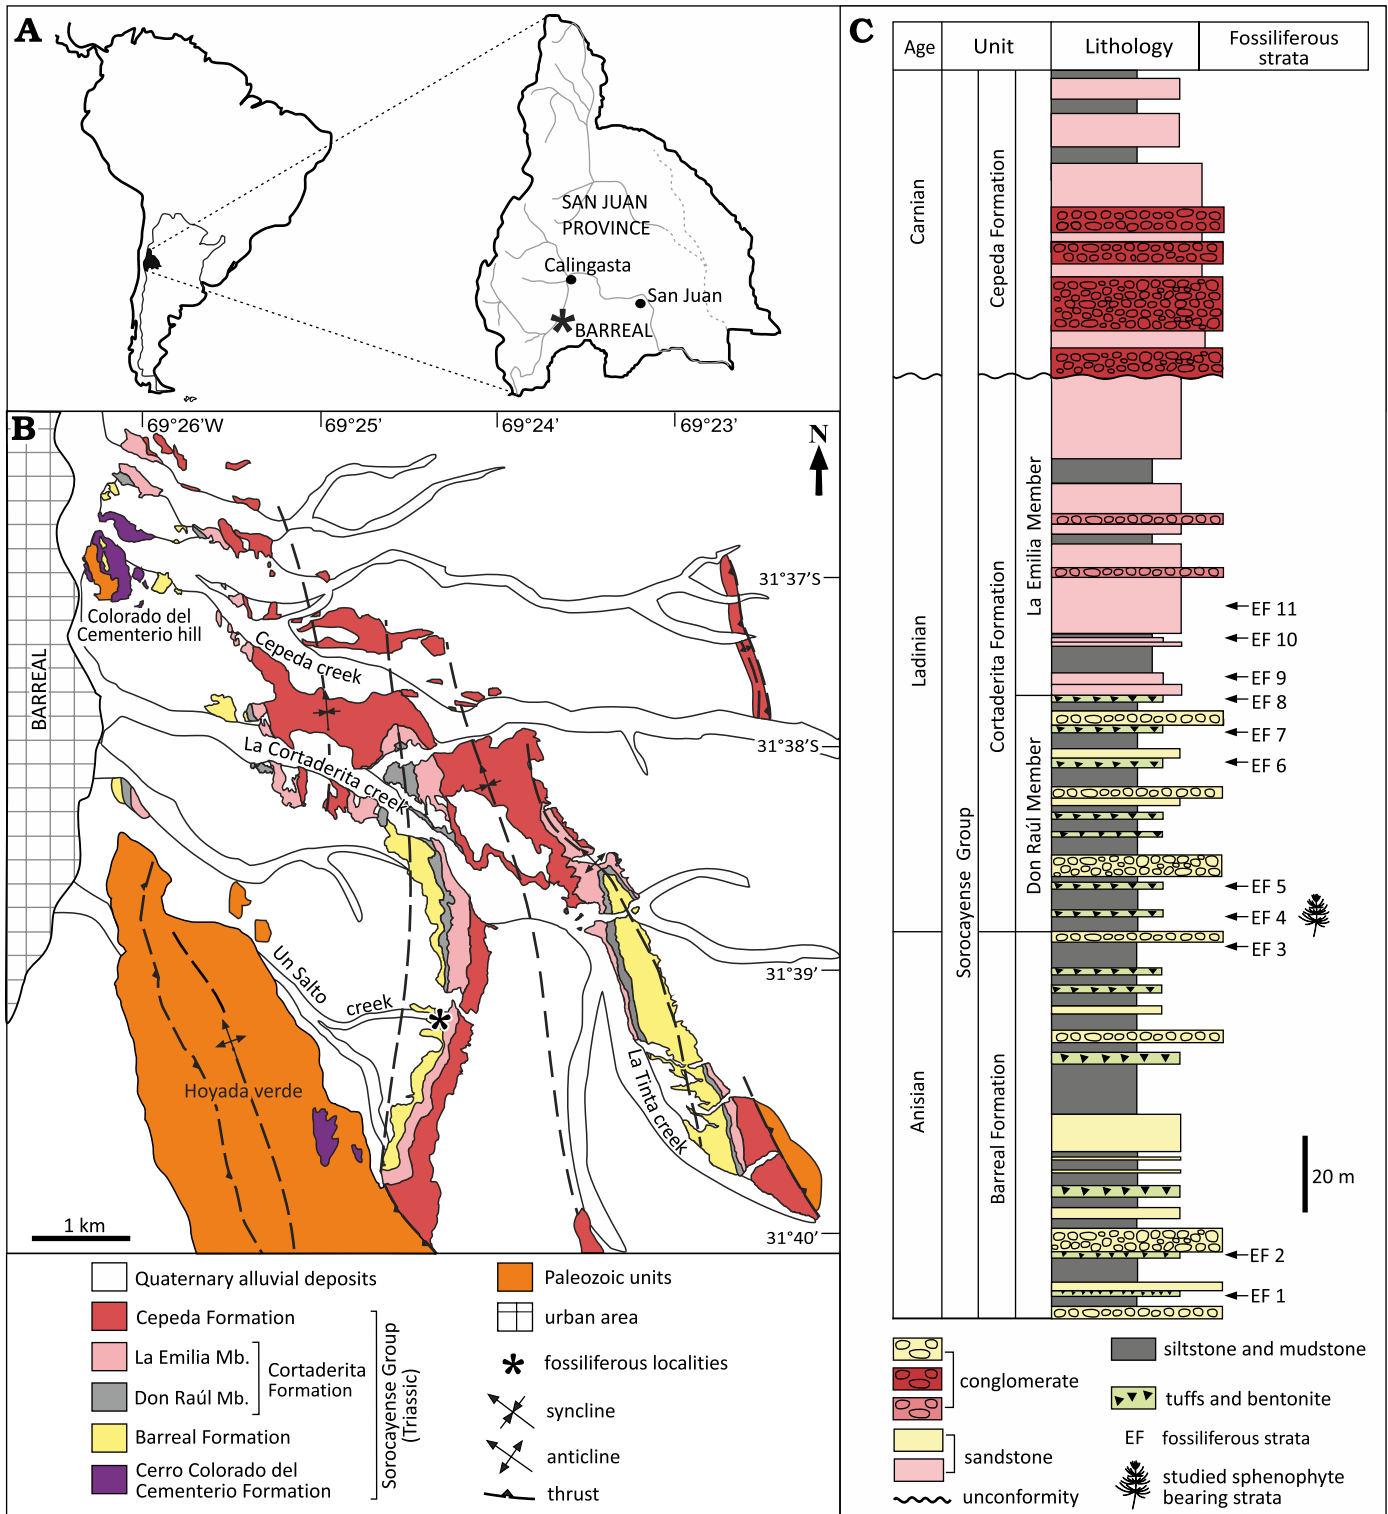 A
SAN JUAN
PROVINCE
Calingasta
San Juan
BARREAL
B
69°26'W
69°25'
69°24'
69°23'
N
31°37'S
Colorado del
Cementerio hill
Cepeda creek
BARREAL
31°38'S
La Cortaderita creek
Un Salto
creek
31°39'
La Tinta creek
Hoyada verde
1 km
31°40'
Quaternary alluvial deposits
Cepeda Formation
La Emilia Mb.
Don Raúl Mb.
Cortaderita
Formation
Barreal Formation
Cerro Colorado del
Cementerio Formation
Sorocayense Group
(Triassic)
Paleozoic units
urban area
fossiliferous localities
syncline
anticline
thrust
C
Age
Unit
Lithology
Fossiliferous
strata
Carnian
Cepeda Formation
Ladinian
Cortaderita Formation
La Emilia Member
Don Raúl Member
Sorocayense Group
Anisian
Barreal Formation
EF 11
EF 10
EF 9
EF 8
EF 7
EF 6
EF 5
EF 4
EF 3
EF 2
EF 1
20 m
conglomerate
sandstone
unconformity
siltstone and mudstone
tuffs and bentonite
EF fossiliferous strata
studied sphenophyte
bearing strata